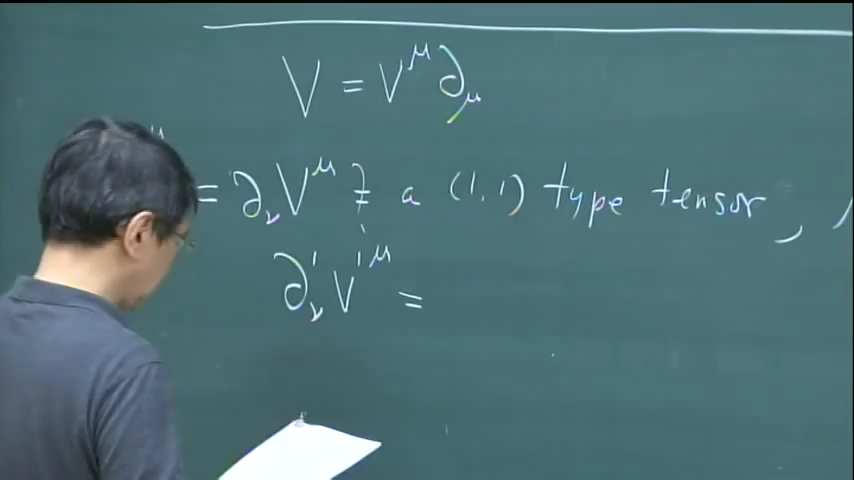 V = V^μ ∂_μ
= ∂_ν V^μ ≠ a (1,1) type tensor,
∂'_ν V'^μ =